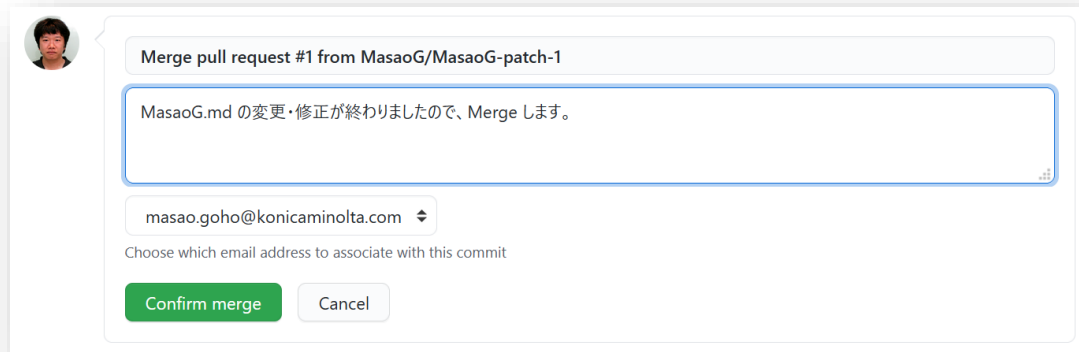 Merge pull request #1 from MasaoG/MasaoG-patch-1
MasaoG.md の変更・修正が終わりましたので、Merge します。
masao.goho@konicaminolta.com
Choose which email address to associate with this commit
Confirm merge Cancel